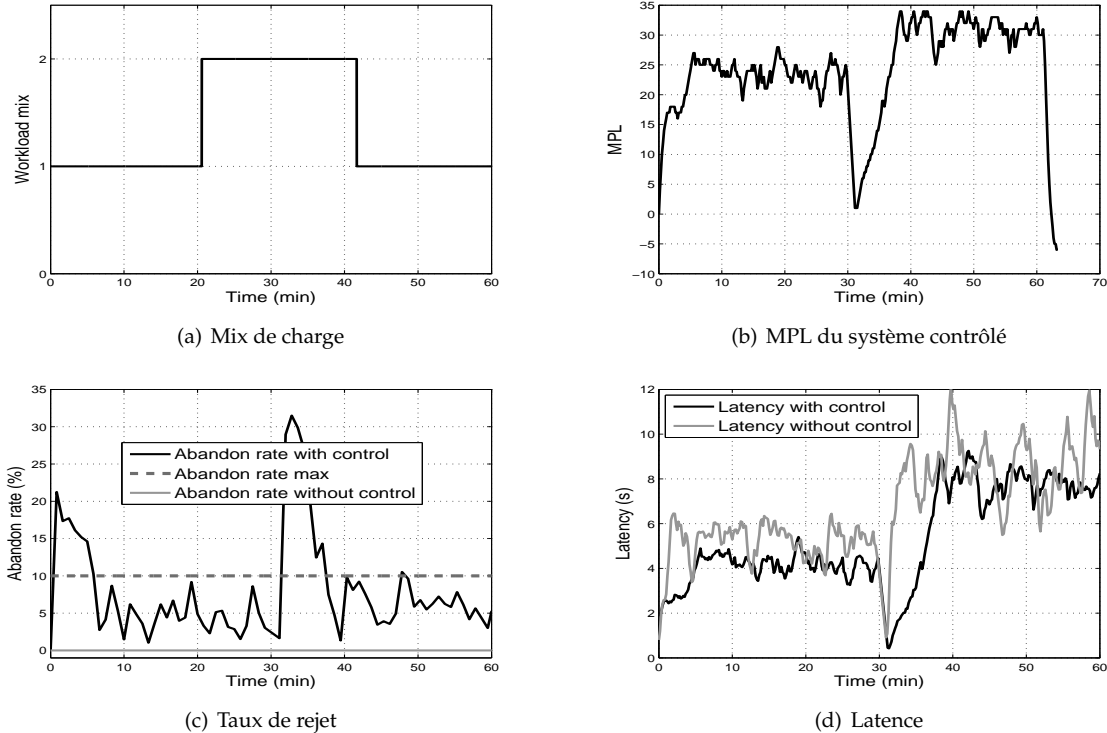 2
1
0
Workload mix
0 10 20 30 40 50 60
Time (min)
(a) Mix de charge
35
30
25
20
15
10
5
0
−5
−10
MPL
0 10 20 30 40 50 60 70
Time (min)
(b) MPL du système contrôlé
35
30
25
20
15
10
5
0
Abandon rate (%)
Abandon rate with control
Abandon rate max
Abandon rate without control
0 10 20 30 40 50 60
Time (min)
(c) Taux de rejet
12
10
8
6
4
2
0
Latency (s)
Latency with control
Latency without control
0 10 20 30 40 50 60
Time (min)
(d) Latence